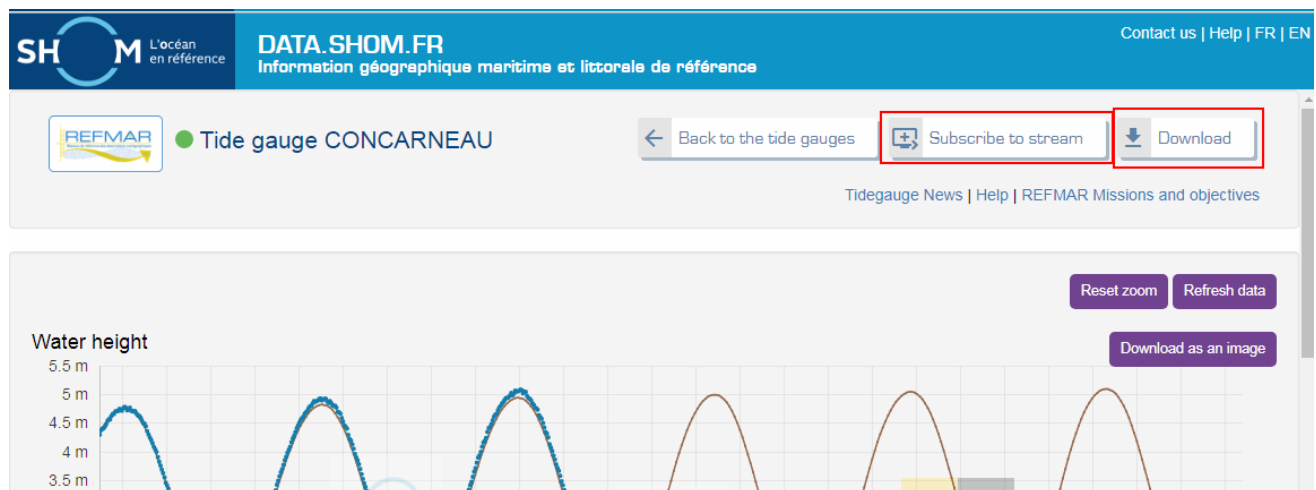 SHOM L'océan en référence
DATA.SHOM.FR
Information géographique maritime et littorale de référence
Contact us | Help | FR | EN
REFMAR
Tide gauge CONCARNEAU
Back to the tide gauges
Subscribe to stream
Download
Tidegauge News | Help | REFMAR Missions and objectives
Reset zoom
Refresh data
Water height
Download as an image
5.5 m
5 m
4.5 m
4 m
3.5 m